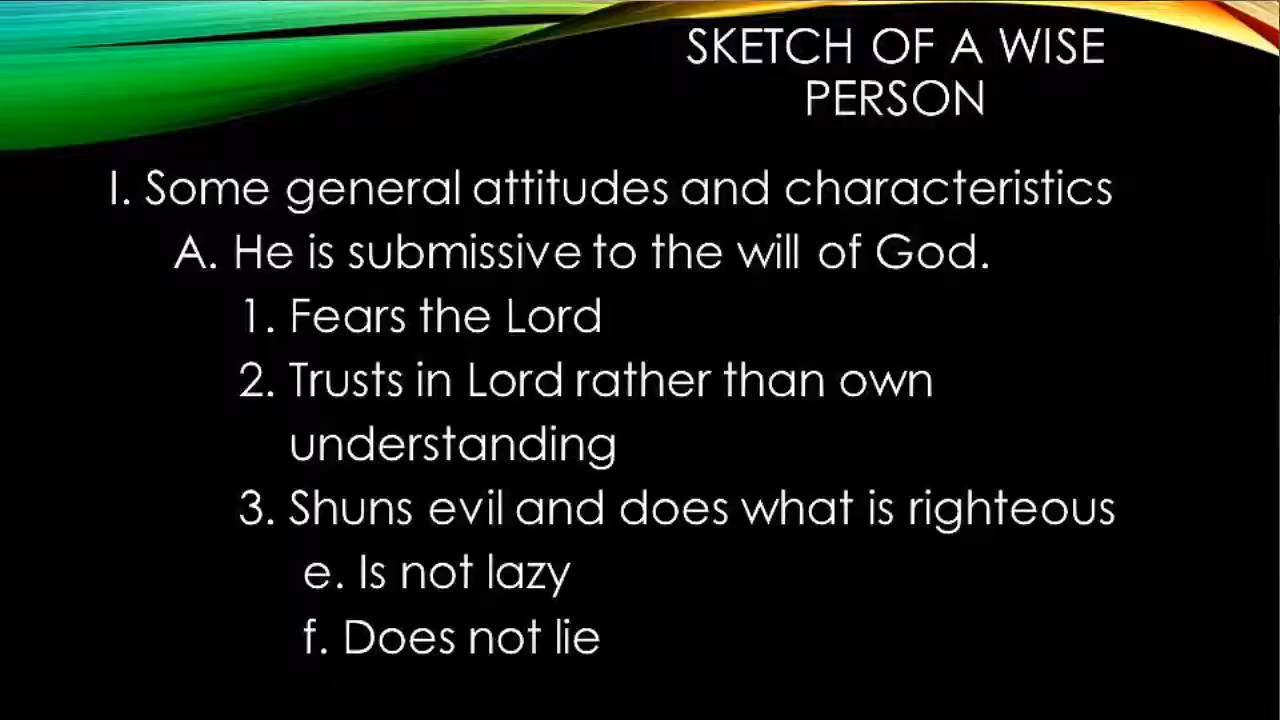 SKETCH OF A WISE
PERSON
I. Some general attitudes and characteristics
A. He is submissive to the will of God.
1. Fears the Lord
2. Trusts in Lord rather than own
understanding
3. Shuns evil and does what is righteous
e. Is not lazy
f. Does not lie